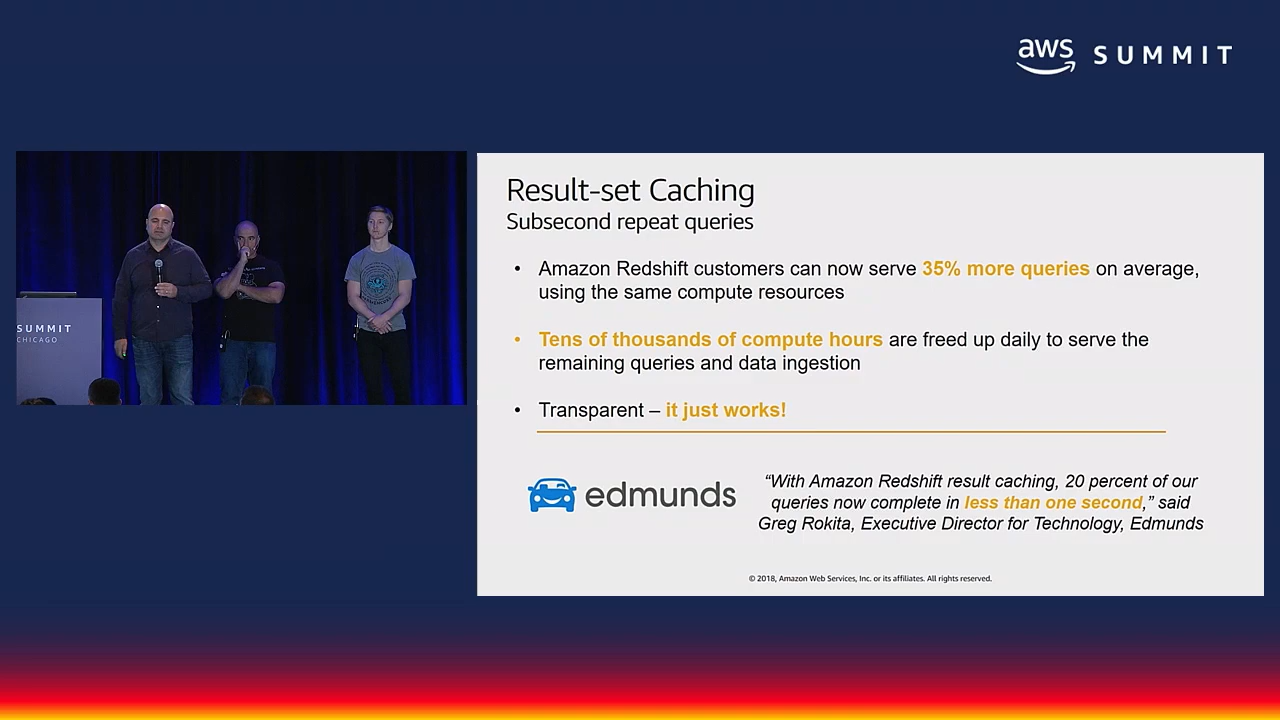 aws SUMMIT
SUMMIT
CHICAGO
Result-set Caching
Subsecond repeat queries
• Amazon Redshift customers can now serve 35% more queries on average,
using the same compute resources
• Tens of thousands of compute hours are freed up daily to serve the
remaining queries and data ingestion
• Transparent – it just works!
edmunds
“With Amazon Redshift result caching, 20 percent of our
queries now complete in less than one second,” said
Greg Rokita, Executive Director for Technology, Edmunds
© 2018, Amazon Web Services, Inc. or its affiliates. All rights reserved.